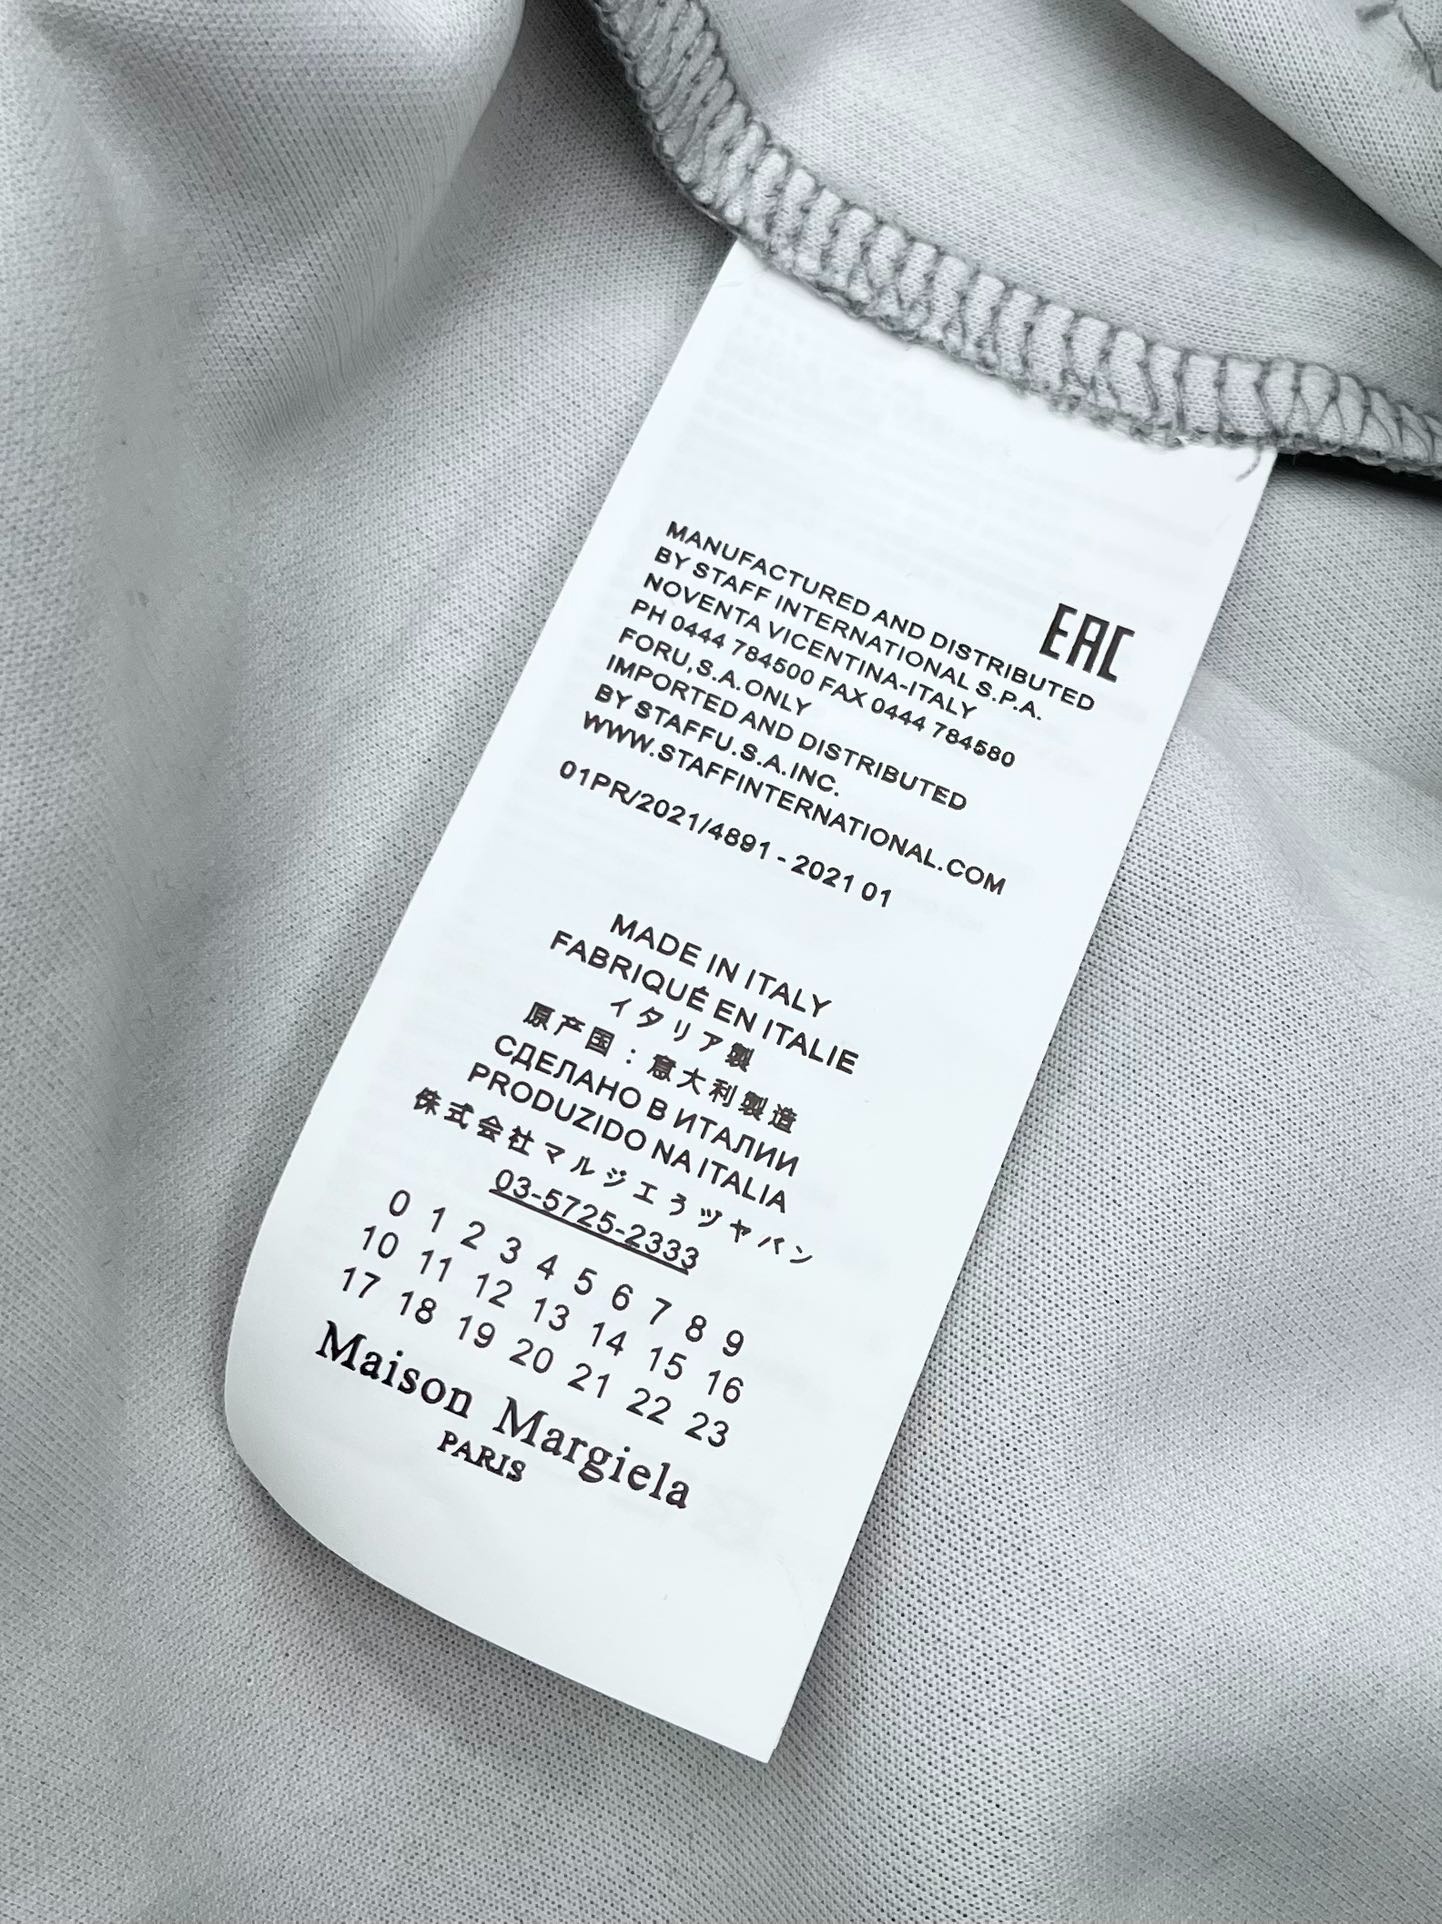 MANUFACTURED AND DISTRIBUTED
BY STAFF INTERNATIONAL S.P.A.
NOVENTA VICENTINA-ITALY
PH 0444 784500 FAX 0444 784580
FORU,S.A.ONLY
IMPORTED AND DISTRIBUTED
BY STAFFU.S.A.INC.
WWW.STAFFINTERNATIONAL.COM
EAC
01PR/2021/4891 - 2021 01
MADE IN ITALY
FABRIQUÉ EN ITALIE
イタリア製
原产国：意大利製造
СДЕЛАНО В ИТАЛИИ
PRODUZIDO NA ITALIA
侏式会社マルジエぅヅャパン
03-5725-2333
0 1 2 3 4 5 6 7 8 9
10 11 12 13 14 15 16
17 18 19 20 21 22 23
Maison Margiela
PARIS